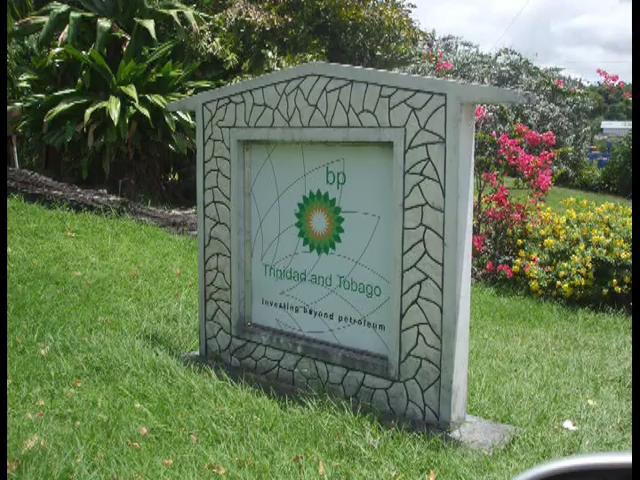 bp
Trinidad and Tobago
investing beyond petroleum